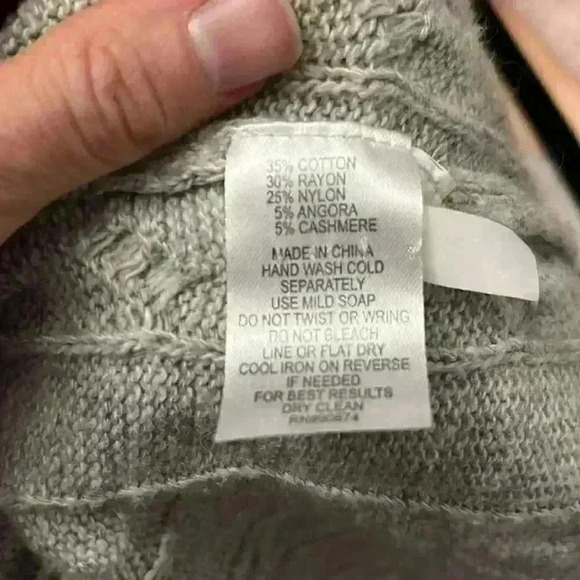 35% COTTON
30% RAYON
25% NYLON
5% ANGORA
5% CASHMERE
MADE IN CHINA
HAND WASH COLD
SEPARATELY
USE MILD SOAP
DO NOT TWIST OR WRING
DO NOT BLEACH
LINE OR FLAT DRY
COOL IRON ON REVERSE
IF NEEDED
FOR BEST RESULTS
DRY CLEAN